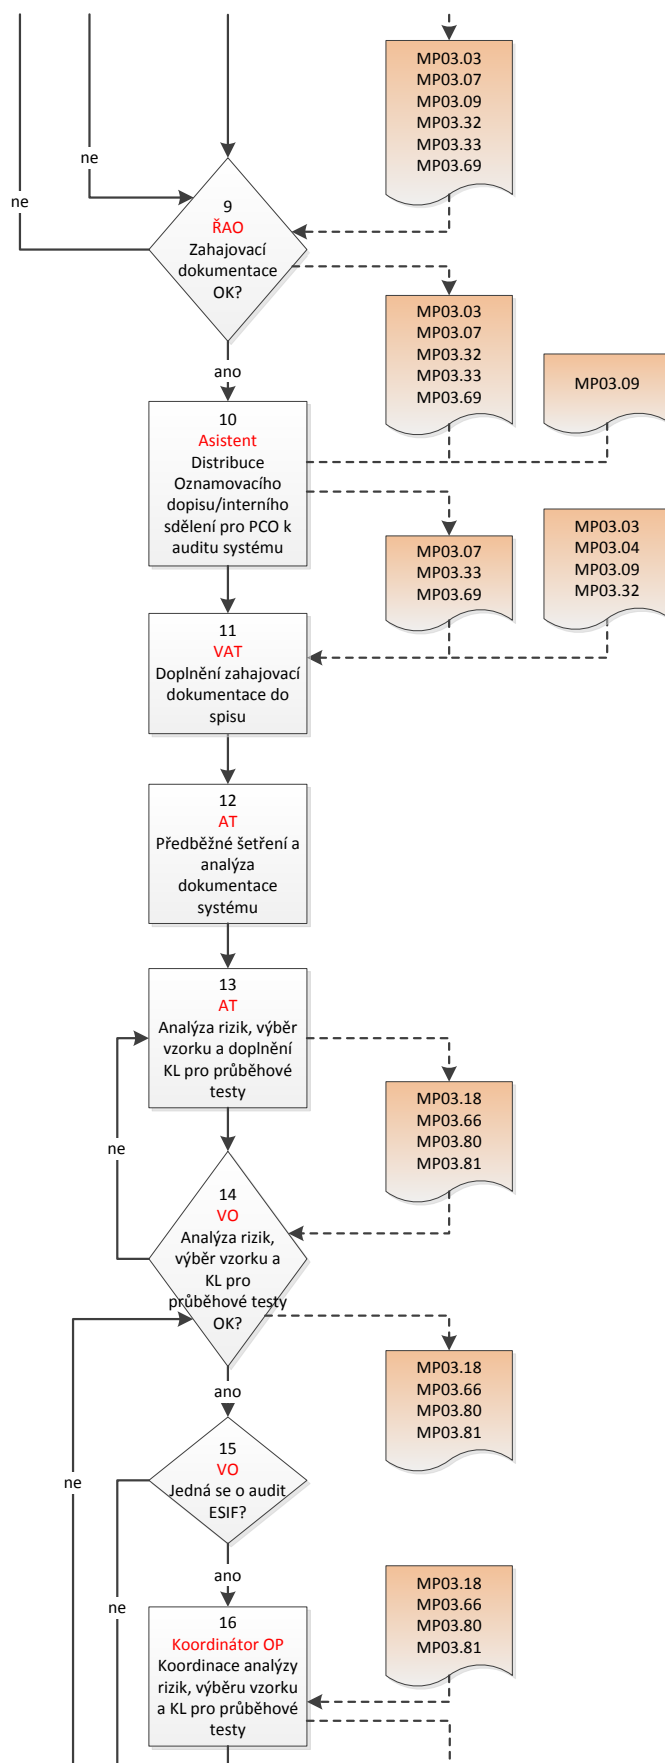 MP03.03
MP03.07
MP03.09
MP03.32
MP03.33
MP03.69
ne
ne
9
ŘAO
Zahajovací
dokumentace
OK?
MP03.03
MP03.07
MP03.32
MP03.33
MP03.69
MP03.09
ano
10
Asistent
Distribuce
Oznamovacího
dopisu/interního
sdělení pro PCO k
auditu systému
MP03.07
MP03.33
MP03.69
MP03.03
MP03.04
MP03.09
MP03.32
11
VAT
Doplnění zahajovací
dokumentace do
spisu
12
AT
Předběžné šetření a
analýza
dokumentace
systému
13
AT
Analýza rizik, výběr
vzorku a doplnění
KL pro průběhové
testy
MP03.18
MP03.66
MP03.80
MP03.81
ne
14
VO
Analýza rizik,
výběr vzorku a
KL pro
průběhové testy
OK?
MP03.18
MP03.66
MP03.80
MP03.81
ano
ne
15
VO
Jedná se o audit
ESIF?
ano
ne
MP03.18
MP03.66
MP03.80
MP03.81
16
Koordinátor OP
Koordinace analýzy
rizik, výběru vzorku
a KL pro průběhové
testy